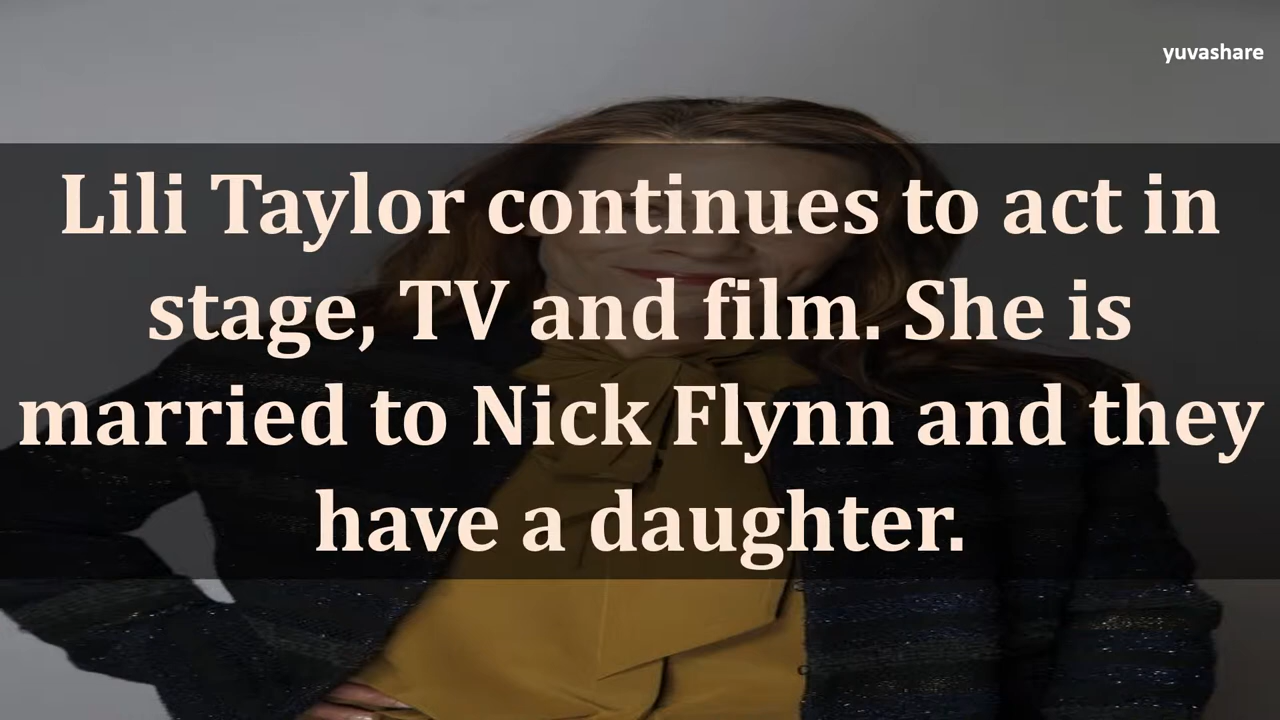 yuvashare
Lili Taylor continues to act in
stage, TV and film. She is
married to Nick Flynn and they
have a daughter.